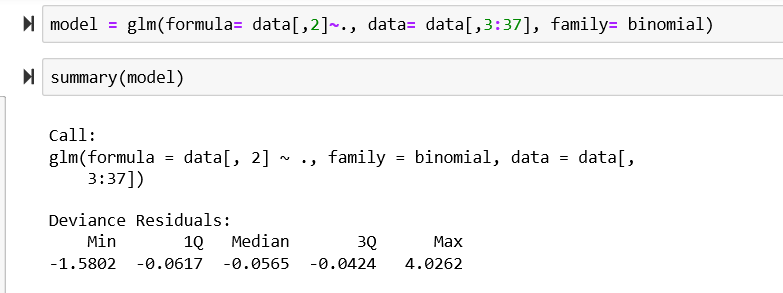 model = glm(formula= data[,2]~., data= data[,3:37], family= binomial)
summary(model)
Call:
glm(formula = data[, 2] ~ ., family = binomial, data = data[,
3:37])
Deviance Residuals:
Min 1Q Median 3Q Max
-1.5802 -0.0617 -0.0565 -0.0424 4.0262